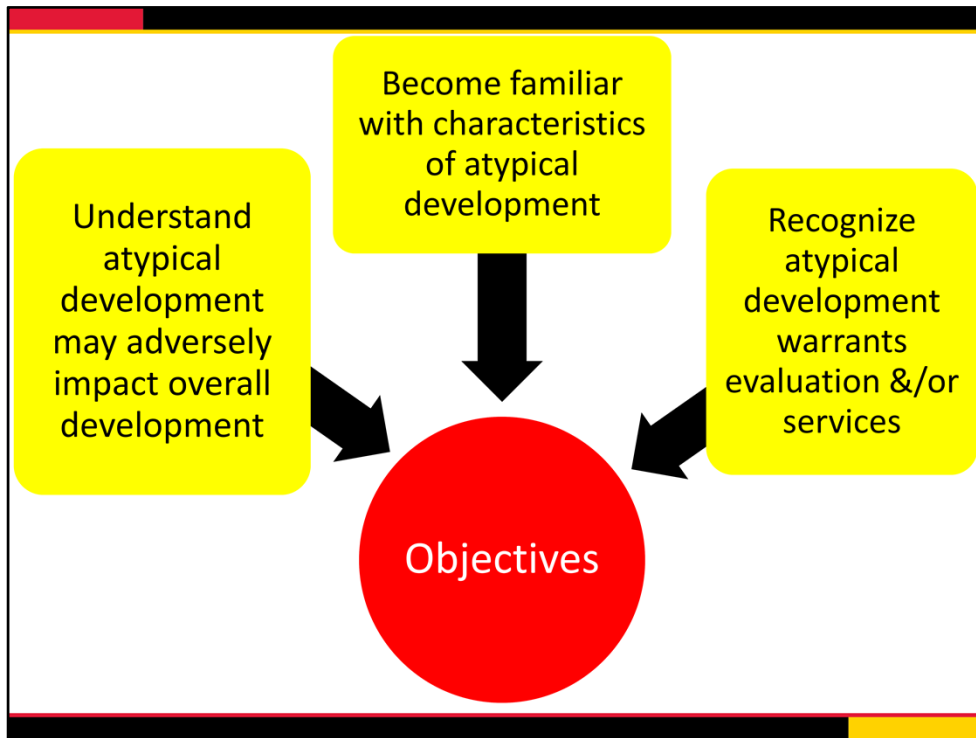 Understand
atypical
development
may adversely
impact overall
development
Become familiar
with characteristics
of atypical
development
Recognize
atypical
development
warrants
evaluation &/or
services
Objectives